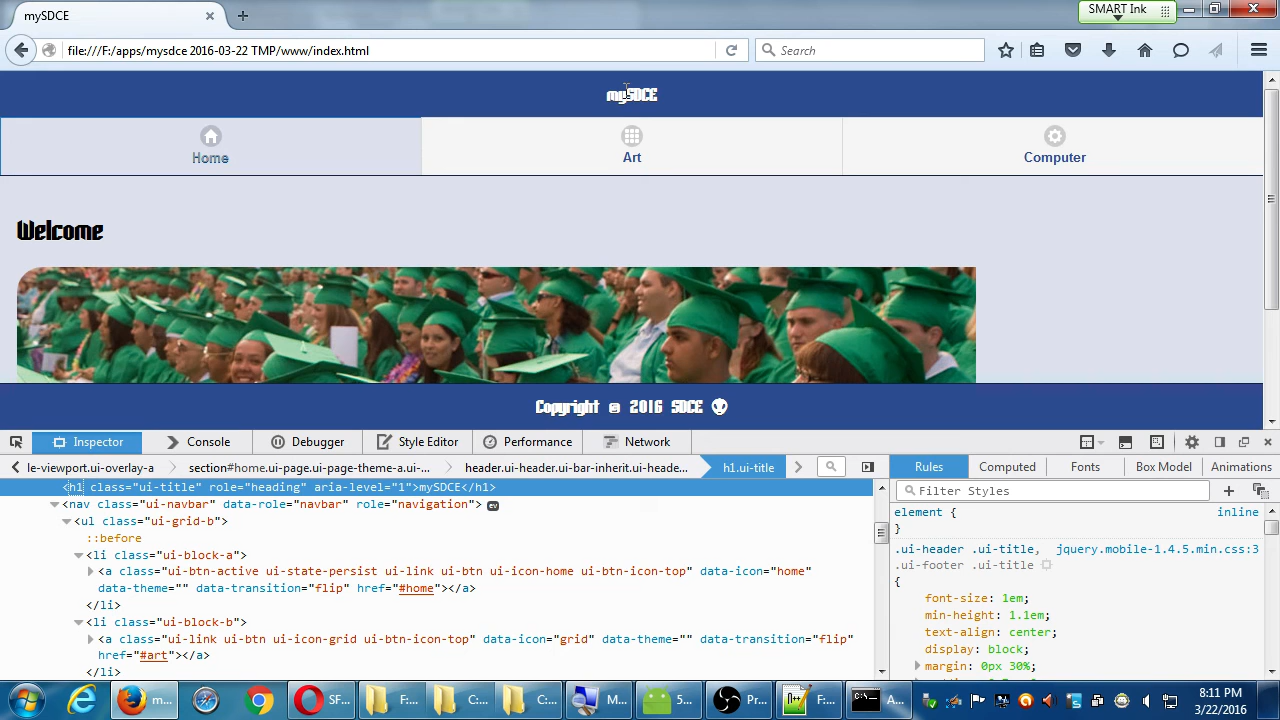 mySDCE
SMART Ink
file:///F:/apps/mysdce 2016-03-22 TMP/www/index.html
Search
mySDCE
Home
Art
Computer
Welcome
Copyright @ 2016 SDCE
Inspector
Console
Debugger
Style Editor
Performance
Network
le-viewport.ui-overlay-a
section#home.ui-page.ui-page-theme-a.ui-...
header.ui-header.ui-bar-inherit.ui-heade...
h1.ui-title
Rules
Computed
Fonts
Box Model
Animations
<h1 class="ui-title" role="heading" aria-level="1">mySDCE</h1>
<nav class="ui-navbar" data-role="navbar" role="navigation"> ev
<ul class="ui-grid-b">
::before
<li class="ui-block-a">
<a class="ui-btn-active ui-state-persist ui-link ui-btn ui-icon-home ui-btn-icon-top" data-icon="home"
data-theme="" data-transition="flip" href="#home"></a>
</li>
<li class="ui-block-b">
<a class="ui-link ui-btn ui-icon-grid ui-btn-icon-top" data-icon="grid" data-theme="" data-transition="flip"
href="#art"></a>
</li>
Filter Styles
element { inline
}
.ui-header .ui-title, jquery.mobile-1.4.5.min.css:3
.ui-footer .ui-title
{
font-size: 1em;
min-height: 1.1em;
text-align: center;
display: block;
margin: 0px 30%;
m...
SF...
F:...
C:...
C:...
M...
5...
Pr...
F:...
A...
8:11 PM
3/22/2016